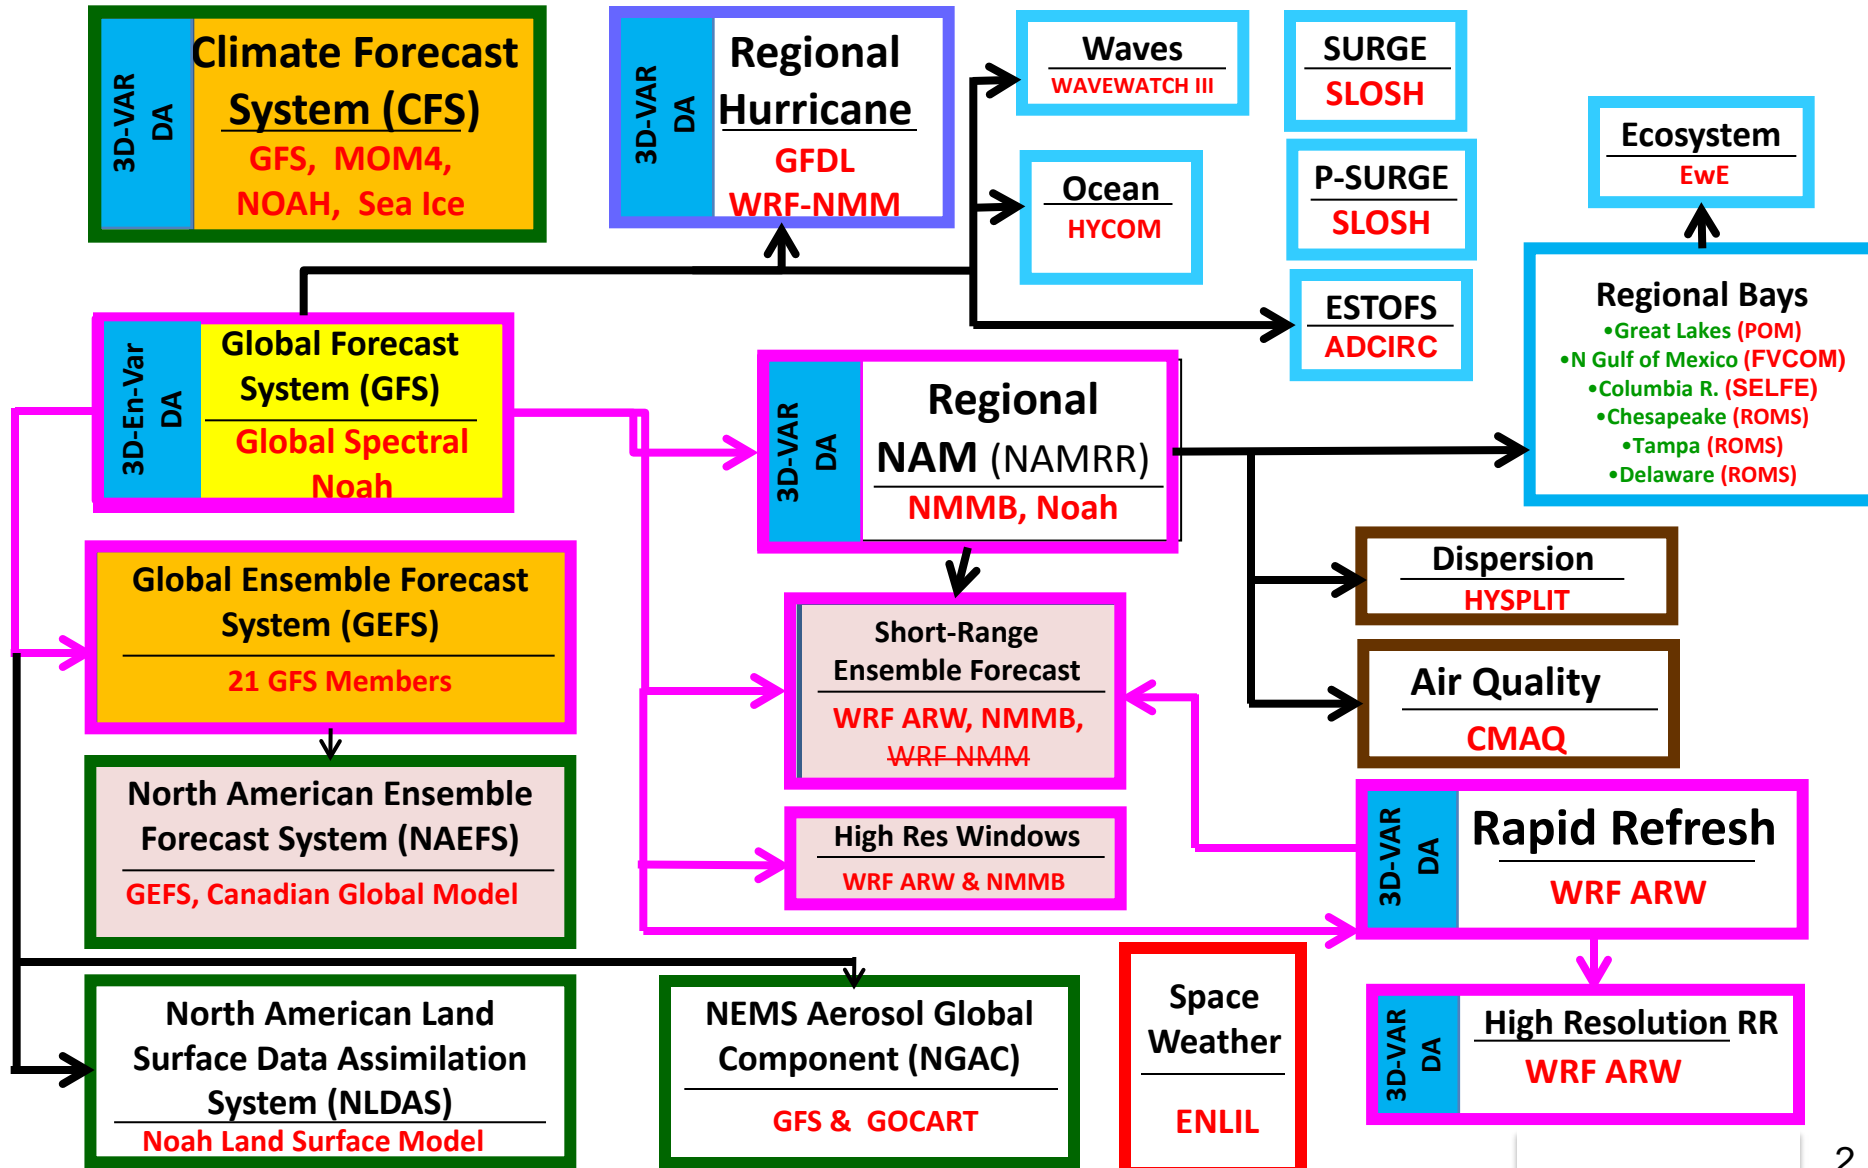 3D-VAR
DA
Climate Forecast
System (CFS)
GFS, MOM4,
NOAH, Sea Ice
3D-VAR
DA
Regional
Hurricane
GFDL
WRF-NMM
Waves
WAVEWATCH III
SURGE
SLOSH
Ocean
HYCOM
P-SURGE
SLOSH
Ecosystem
EwE
ESTOFS
ADCIRC
Regional Bays
•Great Lakes (POM)
•N Gulf of Mexico (FVCOM)
•Columbia R. (SELFE)
•Chesapeake (ROMS)
•Tampa (ROMS)
•Delaware (ROMS)
3D-En-Var
DA
Global Forecast
System (GFS)
Global Spectral
Noah
3D-VAR
DA
Regional
NAM (NAMRR)
NMMB, Noah
Global Ensemble Forecast
System (GEFS)
21 GFS Members
Short-Range
Ensemble Forecast
WRF ARW, NMMB,
WRF NMM
Dispersion
HYSPLIT
Air Quality
CMAQ
North American Ensemble
Forecast System (NAEFS)
GEFS, Canadian Global Model
High Res Windows
WRF ARW & NMMB
3D-VAR
DA
Rapid Refresh
WRF ARW
North American Land
Surface Data Assimilation
System (NLDAS)
Noah Land Surface Model
NEMS Aerosol Global
Component (NGAC)
GFS & GOCART
Space
Weather
ENLIL
3D-VAR
DA
High Resolution RR
WRF ARW
2